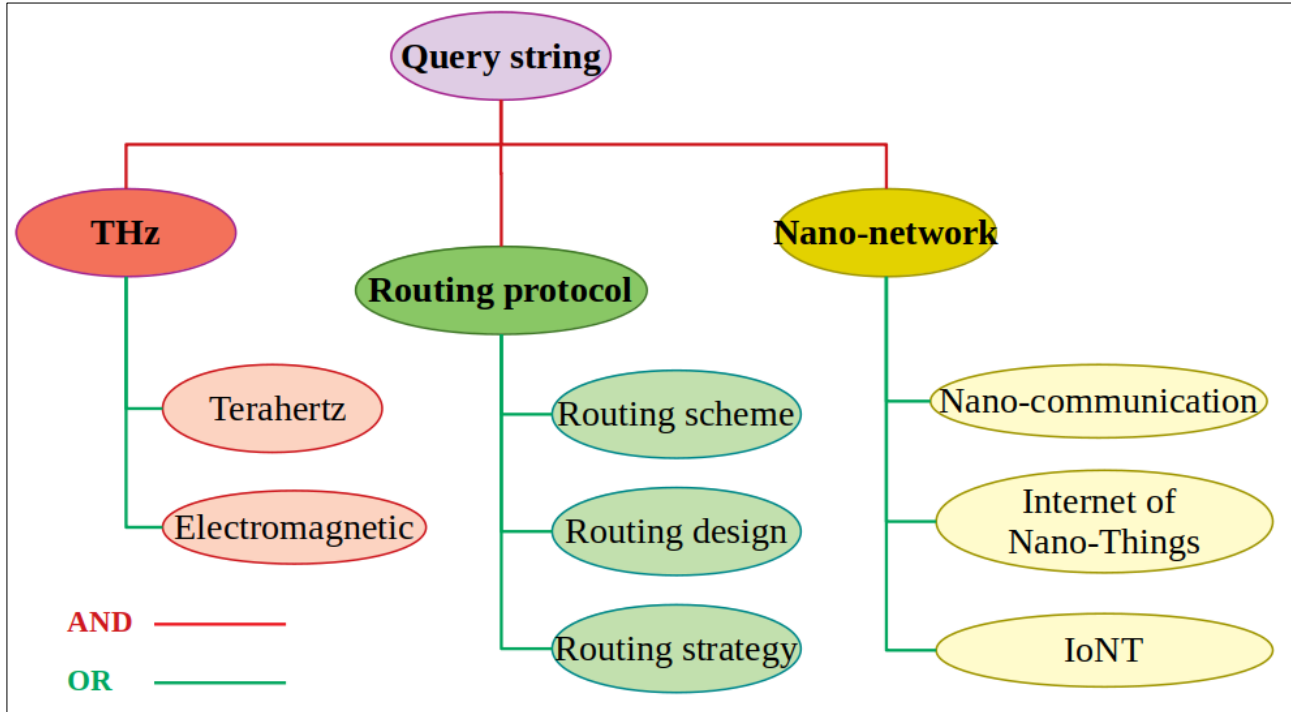 Query string
THz
Routing protocol
Nano-network
Terahertz
Electromagnetic
Routing scheme
Routing design
Routing strategy
Nano-communication
Internet of
Nano-Things
IoNT
AND
OR